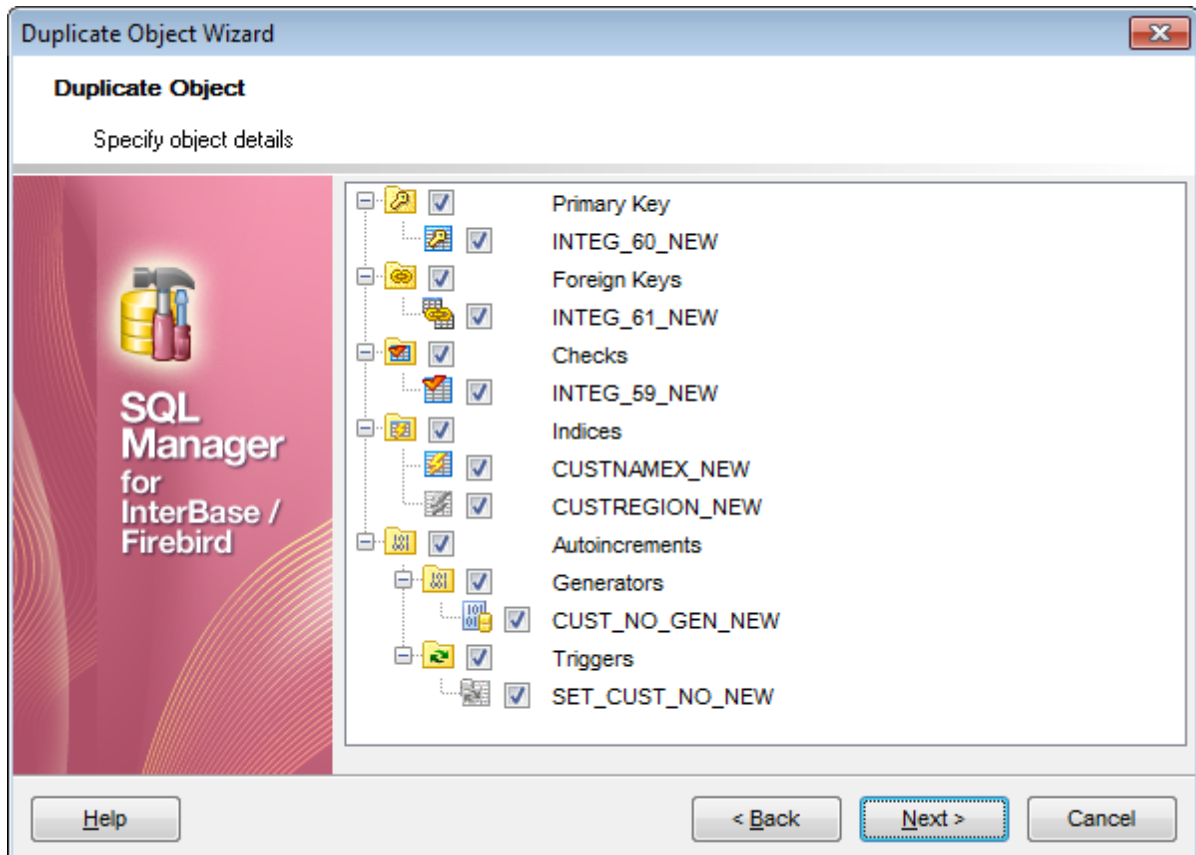 Duplicate Object Wizard
Duplicate Object
Specify object details
SQL
Manager
for
InterBase /
Firebird
Primary Key
INTEG_60_NEW
Foreign Keys
INTEG_61_NEW
Checks
INTEG_59_NEW
Indices
CUSTNAMEX_NEW
CUSTREGION_NEW
Autoincrements
Generators
CUST_NO_GEN_NEW
Triggers
SET_CUST_NO_NEW
Help
< Back
Next >
Cancel